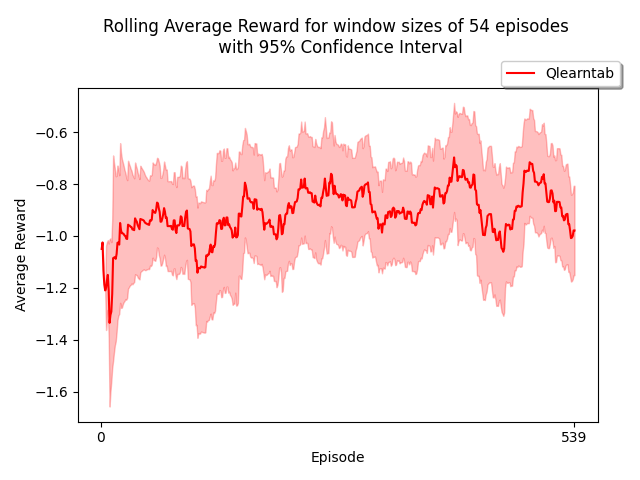 Rolling Average Reward for window sizes of 54 episodes
with 95% Confidence Interval
Qlearntab
−0.6
−0.8
−1.0
−1.2
−1.4
−1.6
Average Reward
0
539
Episode